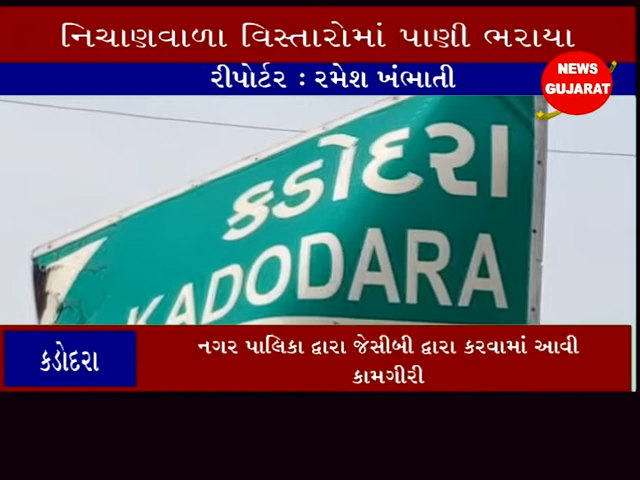 નિચાણવાળા વિસ્તારોમાં પાણી ભરાયા
રીપોર્ટર : રમેશ ખંભાતી
NEWS
GUJARAT
કડોદરા
KADODARA
કડોદરા
નગર પાલિકા દ્વારા જેસીબી દ્વારા કરવામાં આવી
કામગીરી